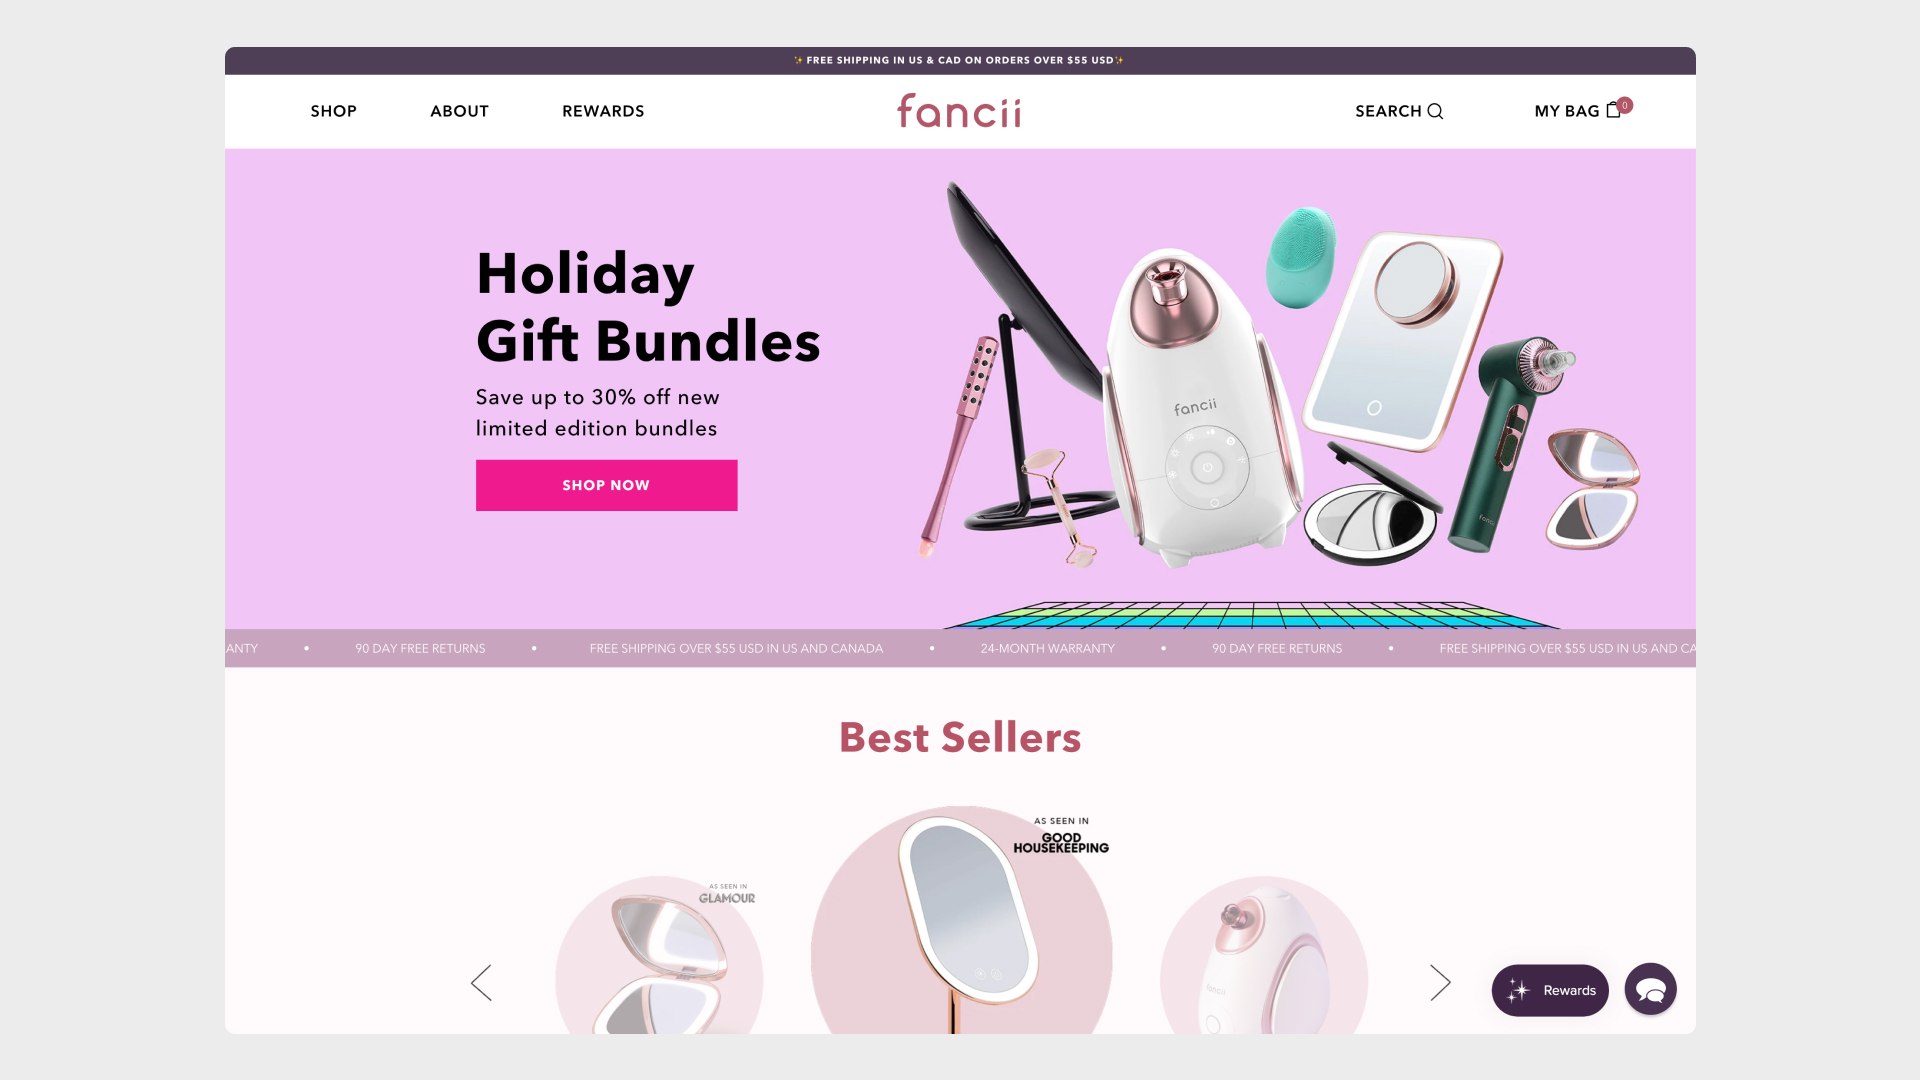 ✨FREE SHIPPING IN US & CAD ON ORDERS OVER $55 USD✨
SHOP
ABOUT
REWARDS
fancii
SEARCH
MY BAG
0
Holiday
Gift Bundles
Save up to 30% off new
limited edition bundles
SHOP NOW
fancii
fancii
ANTY • 90 DAY FREE RETURNS • FREE SHIPPING OVER $55 USD IN US AND CANADA • 24-MONTH WARRANTY • 90 DAY FREE RETURNS • FREE SHIPPING OVER $55 USD IN US AND CA
Best Sellers
AS SEEN IN
GLAMOUR
AS SEEN IN
GOOD
HOUSEKEEPING
fancii
Rewards